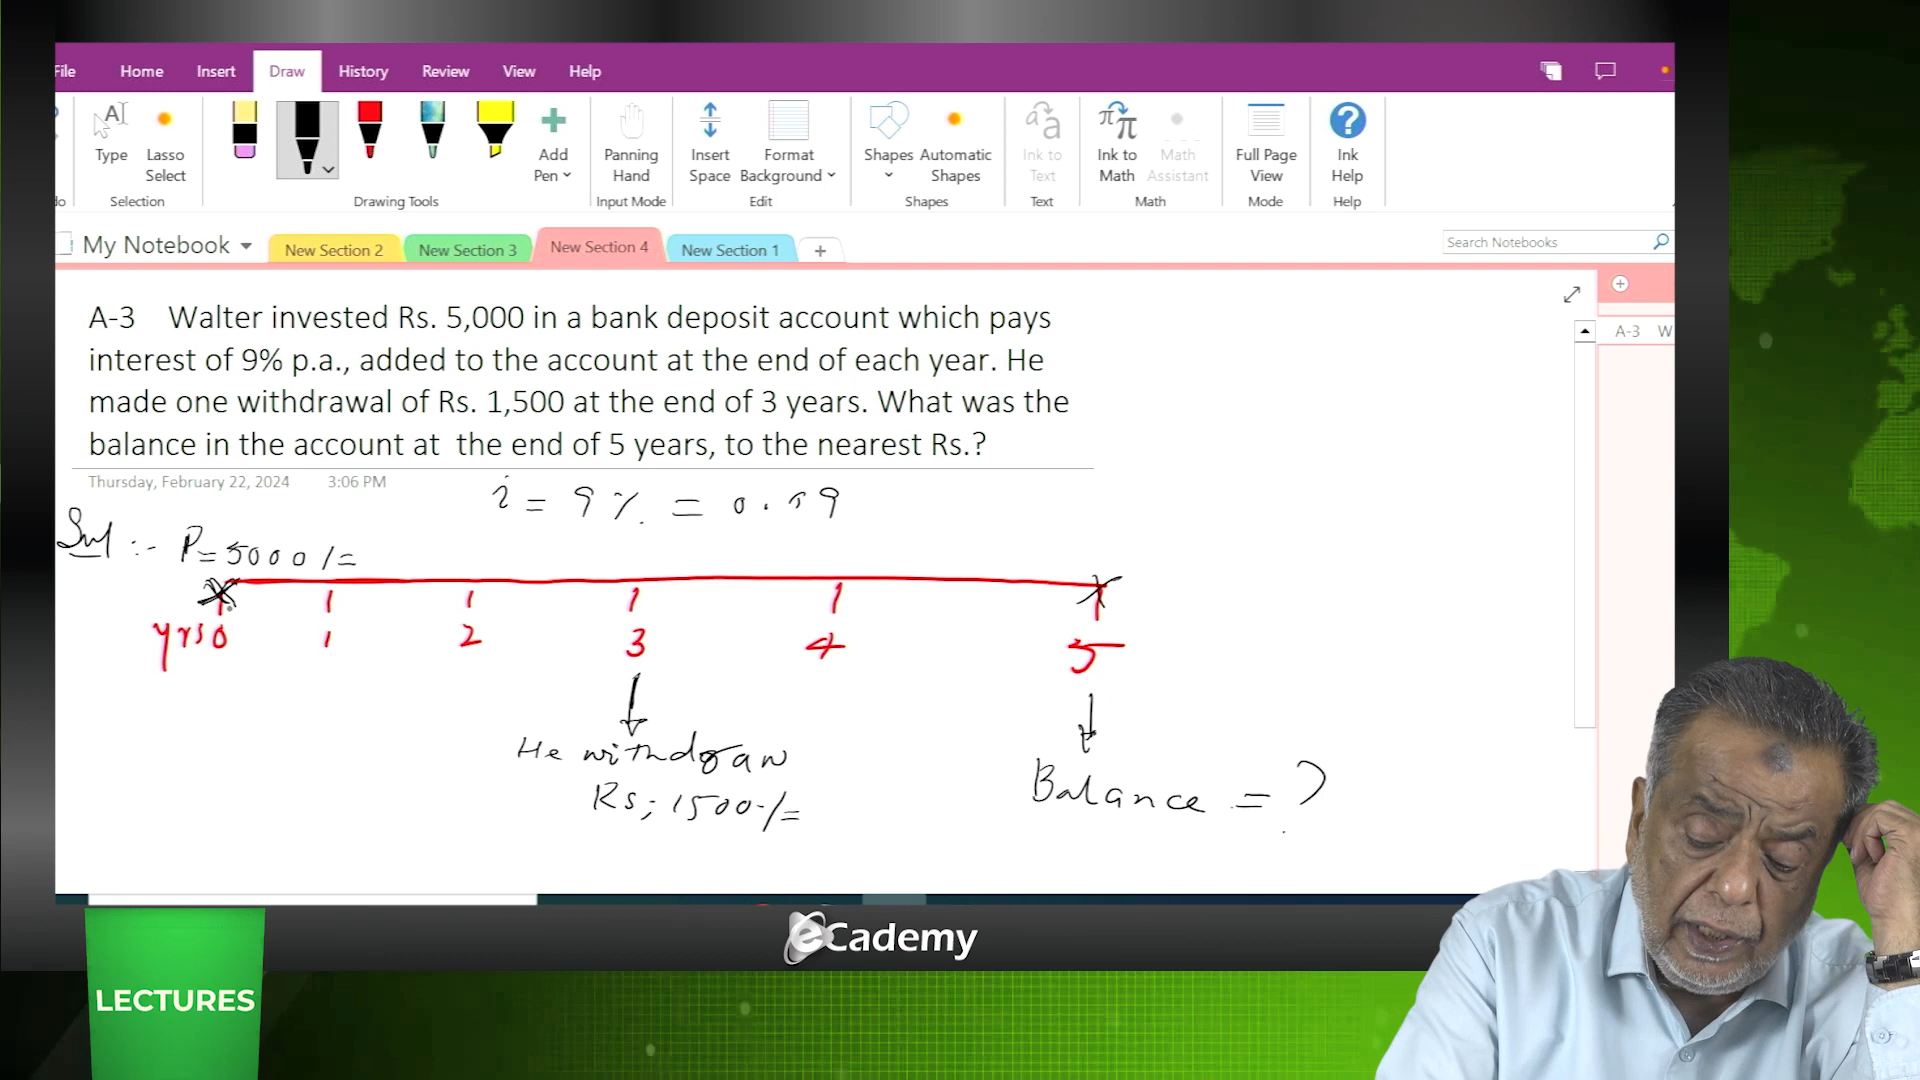 File Home Insert Draw History Review View Help
Type Lasso Select Add Pen Panning Hand Insert Space Format Background Shapes Automatic Shapes Ink to Text Ink to Math Math Assistant Full Page View Ink Help
do Selection Drawing Tools Input Mode Edit Shapes Text Math Mode Help
My Notebook New Section 2 New Section 3 New Section 4 New Section 1 + Search Notebooks
A-3 W
A-3 Walter invested Rs. 5,000 in a bank deposit account which pays
interest of 9% p.a., added to the account at the end of each year. He
made one withdrawal of Rs. 1,500 at the end of 3 years. What was the
balance in the account at the end of 5 years, to the nearest Rs.?
Thursday, February 22, 2024 3:06 PM
i = 9 % = 0.09
Sol :- P = 5000/=
yrs 0 1 2 3 4 5
He withdraw
Rs; 1500/=
Balance = ?
eCademy
LECTURES